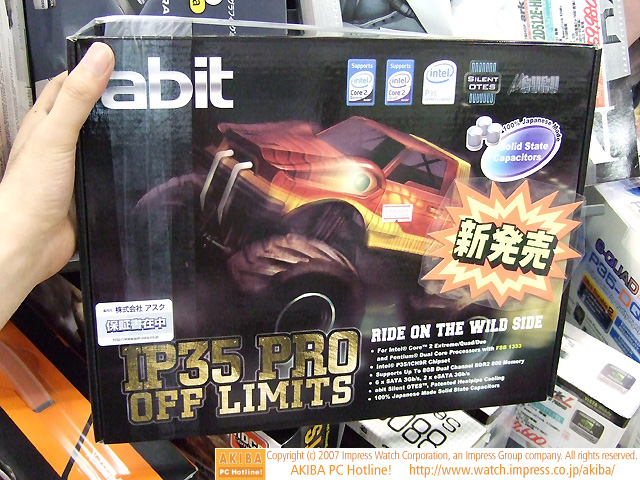 abit
Supports
intel
Core 2
Supports
intel
Core 2
intel
P35
SILENT
OTES
μGURU
100% Japanese Made
Solid State
Capacitors
新発売
株式会社 アスク
保証書在中
RIDE ON THE WILD SIDE
• For Intel® Core™ 2 Extreme/Quad/Duo
and Pentium® Dual Core Processors with FSB 1333
• Intel® P35/ICH9R Chipset
• Supports Up To 8GB Dual Channel DDR2 800 Memory
• 6 x SATA 3Gb/s, 2 x eSATA 3Gb/s
• abit Silent OTES™, Patented Heatpipe Cooling
• 100% Japanese Made Solid State Capacitors
IP35 PRO
OFF LIMITS
AKIBA
PC Hotline!
Copyright (c) 2007 Impress Watch Corporation, an Impress Group company. All rights reserved.
AKIBA PC Hotline! http://www.watch.impress.co.jp/akiba/